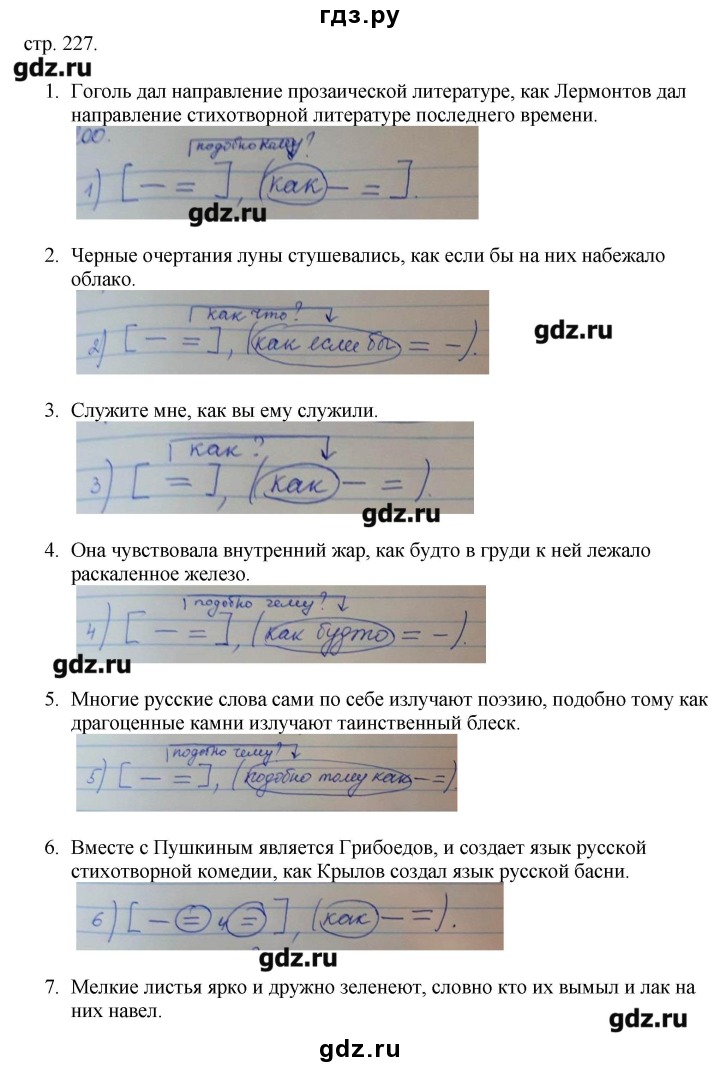 гдз.ру
стр. 227.
gdz.ru
1. Гоголь дал направление прозаической литературе, как Лермонтов дал
направление стихотворной литературе последнего времени.
200.
подобно кому?
1) [ — = ], (как — = ].
gdz.ru
2. Черные очертания луны стушевались, как если бы на них набежало
облако.
как что?
2) [ — = ], (как если бы = —).
gdz.ru
3. Служите мне, как вы ему служили.
как?
3) [ = ], (как — = ).
gdz.ru
4. Она чувствовала внутренний жар, как будто в груди к ней лежало
раскаленное железо.
подобно чему?
4) [ — = ], (как будто = —).
gdz.ru
5. Многие русские слова сами по себе излучают поэзию, подобно тому как
драгоценные камни излучают таинственный блеск.
подобно чему?
5) [ — = ], (подобно тому как — =)
6. Вместе с Пушкиным является Грибоедов, и создает язык русской
стихотворной комедии, как Крылов создал язык русской басни.
6) [ — = и = ], (как — = ).
gdz.ru
7. Мелкие листья ярко и дружно зеленеют, словно кто их вымыл и лак на
них навел.
gdz.ru
gdz.ru